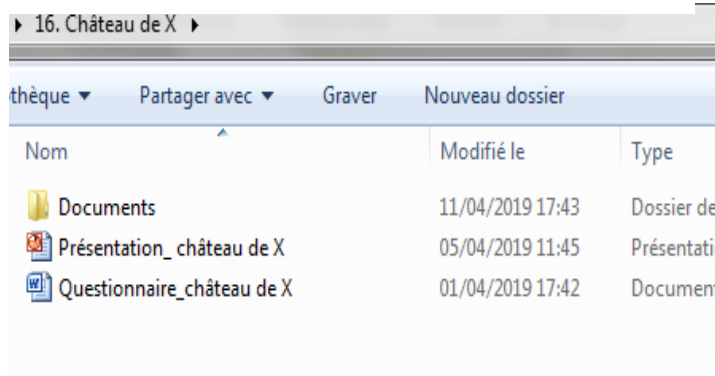 ▸ 16. Château de X ▸
thèque ▼ Partager avec ▼ Graver Nouveau dossier
Nom Modifié le Type
Documents 11/04/2019 17:43 Dossier de
Présentation_ château de X 05/04/2019 11:45 Présentati
Questionnaire_château de X 01/04/2019 17:42 Document